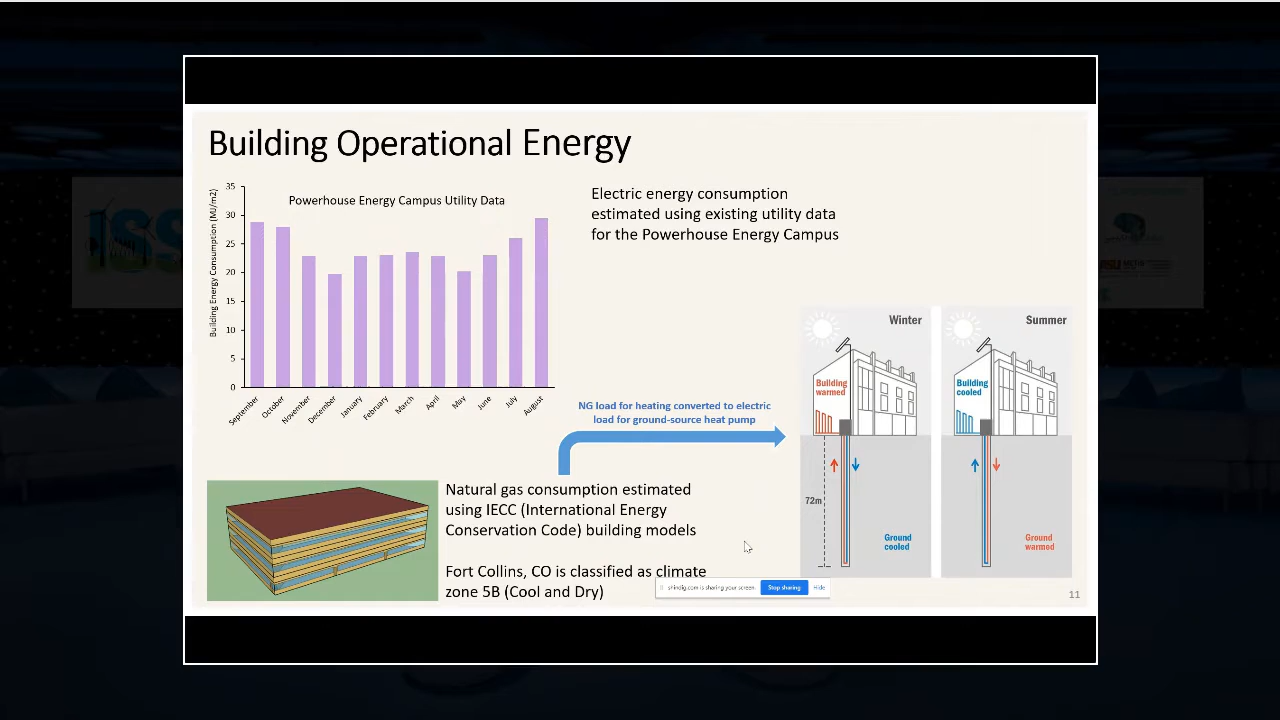 Building Operational Energy
Powerhouse Energy Campus Utility Data
Building Energy Consumption (MJ/m2)
35
30
25
20
15
10
5
0
September
October
November
December
January
February
March
April
May
June
July
August
Electric energy consumption
estimated using existing utility data
for the Powerhouse Energy Campus
NG load for heating converted to electric
load for ground-source heat pump
Winter
Building
warmed
72m
Ground
cooled
Summer
Building
cooled
Ground
warmed
Natural gas consumption estimated
using IECC (International Energy
Conservation Code) building models
Fort Collins, CO is classified as climate
zone 5B (Cool and Dry)
shindig.com is sharing your screen.
Stop sharing
Hide
11
ISS